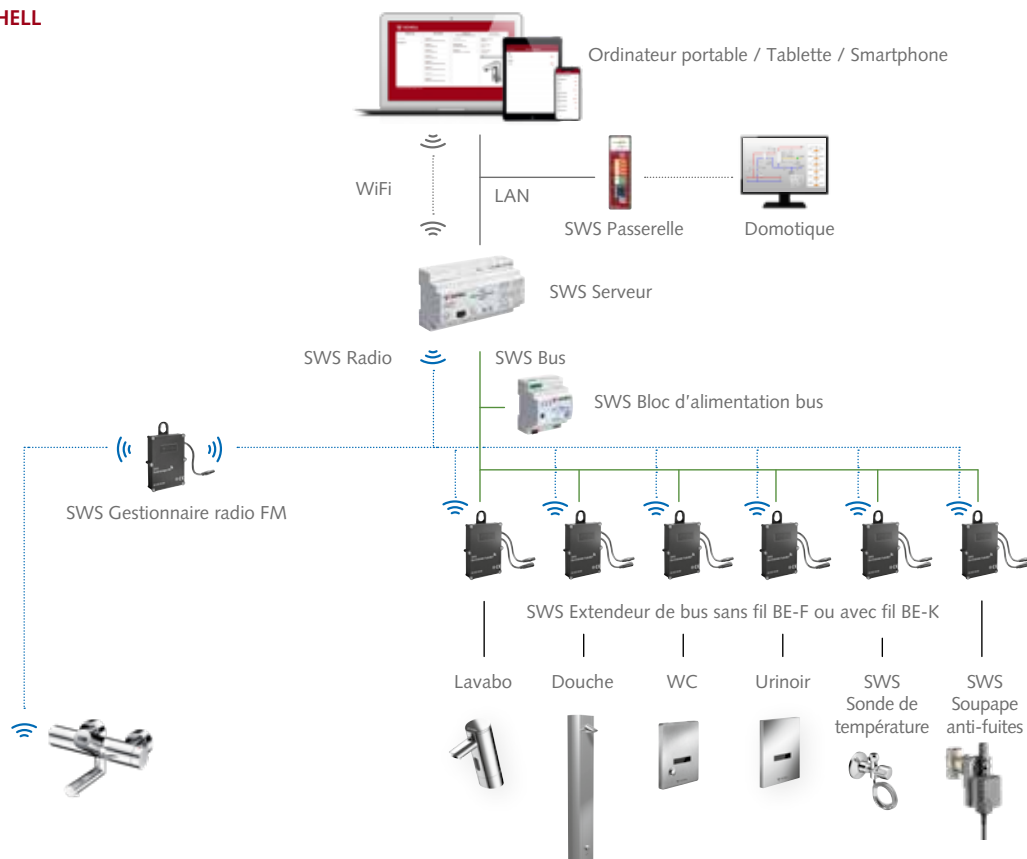 HELL
Ordinateur portable / Tablette / Smartphone
WiFi
LAN
SWS Passerelle
Domotique
SWS Serveur
SWS Radio
SWS Bus
SWS Bloc d'alimentation bus
SWS Gestionnaire radio FM
SWS Extendeur de bus sans fil BE-F ou avec fil BE-K
Lavabo
Douche
WC
Urinoir
SWS
Sonde de
température
SWS
Soupape
anti-fuites